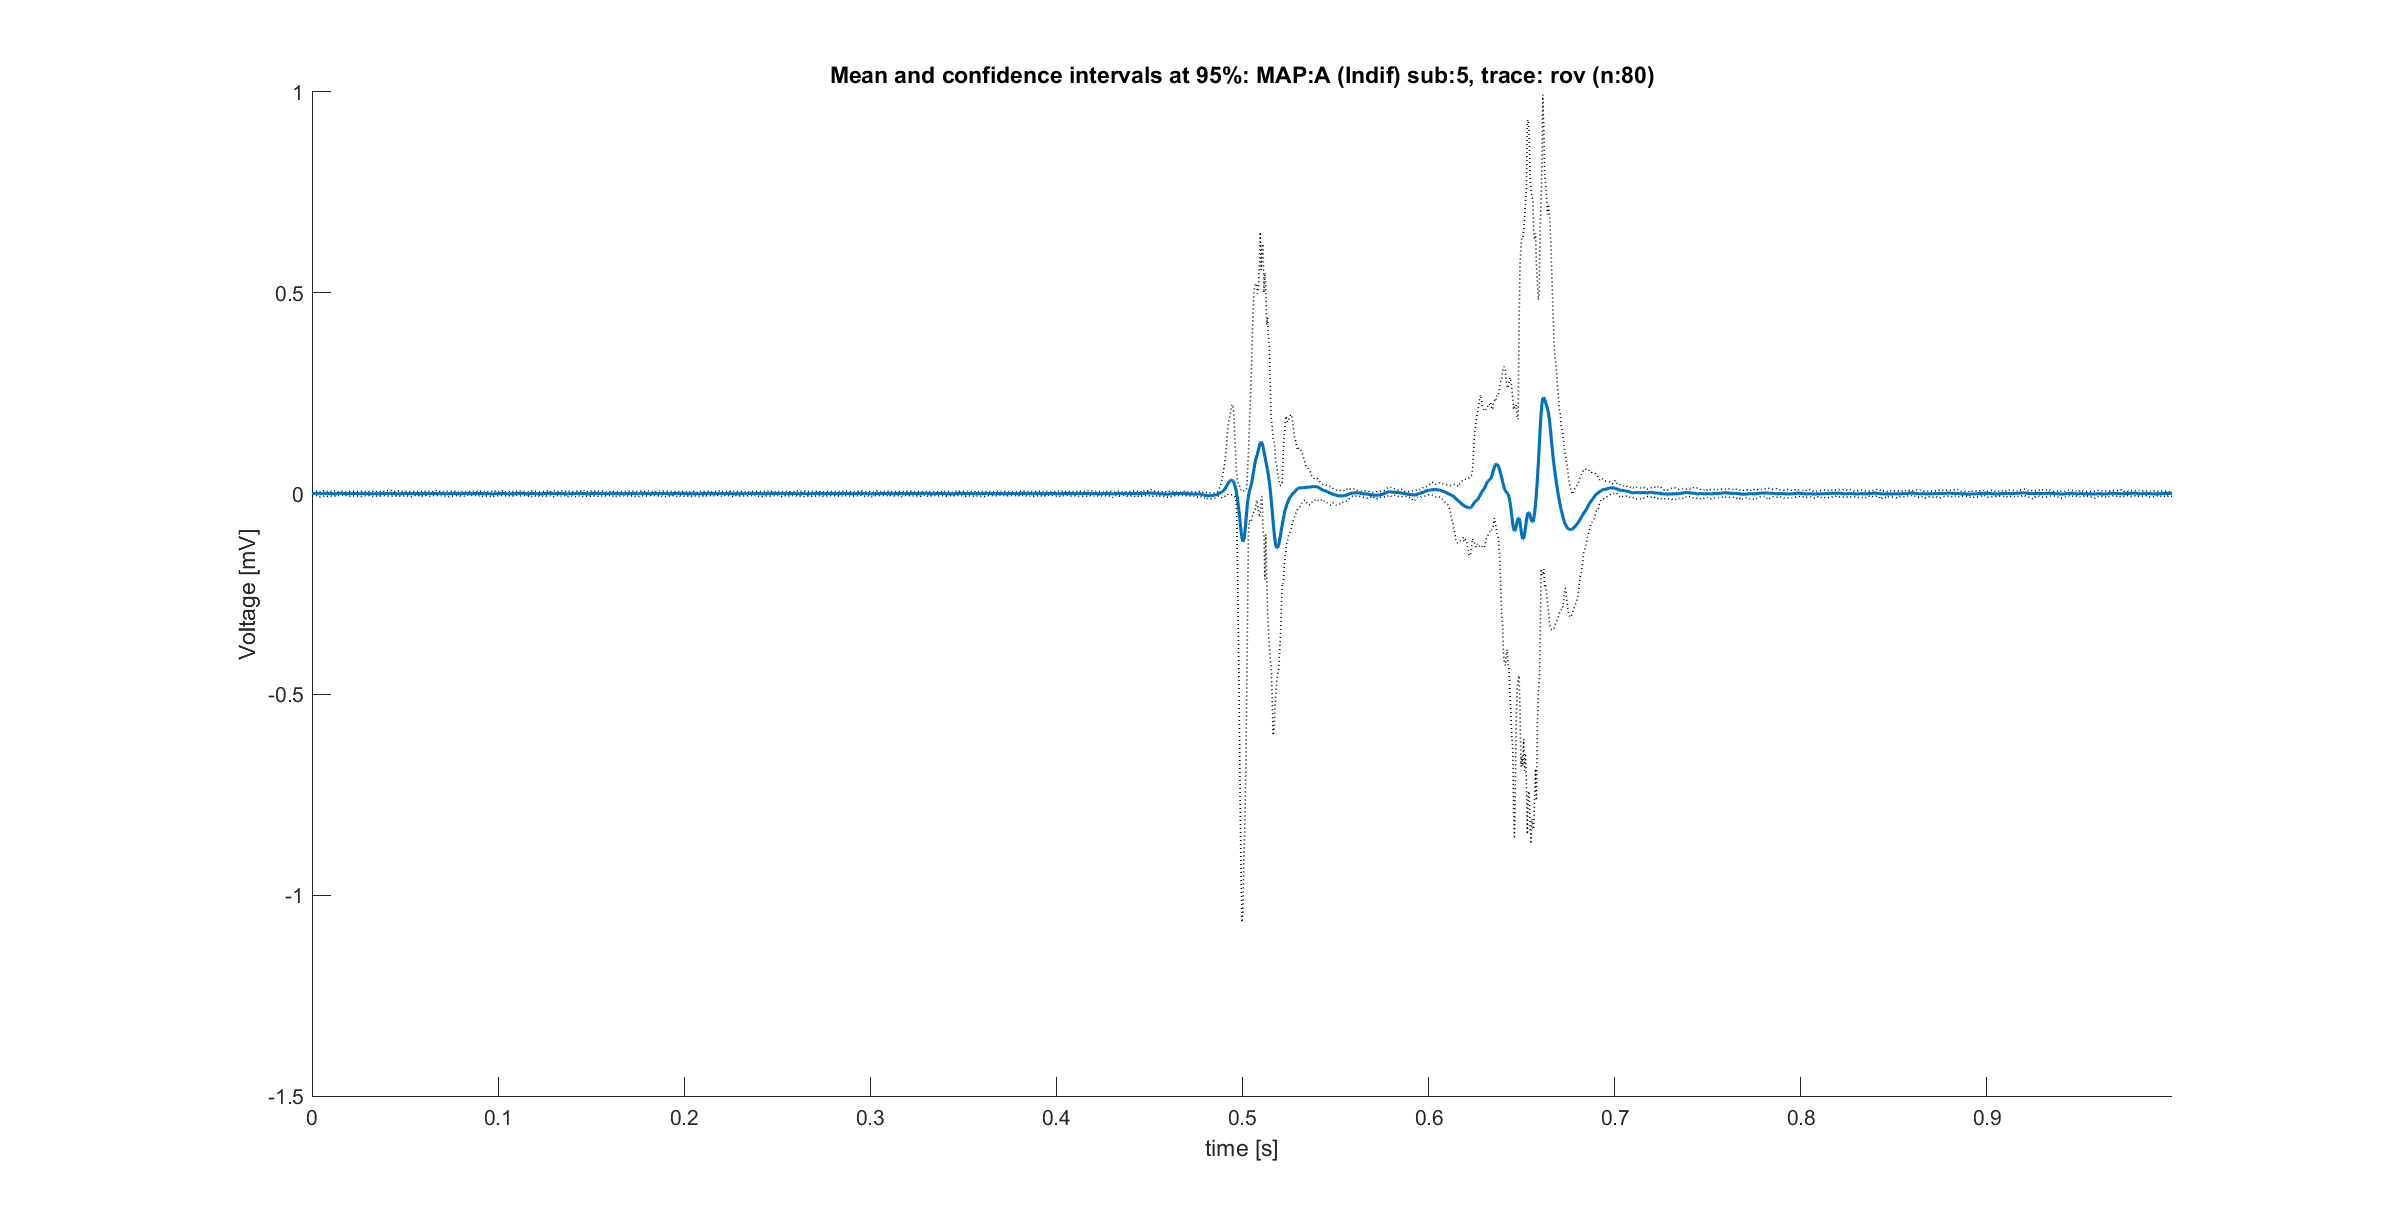 Mean and confidence intervals at 95%: MAP:A (Indif) sub:5, trace: rov (n:80)
1
0.5
0
-0.5
-1
-1.5
Voltage [mV]
0 0.1 0.2 0.3 0.4 0.5 0.6 0.7 0.8 0.9
time [s]